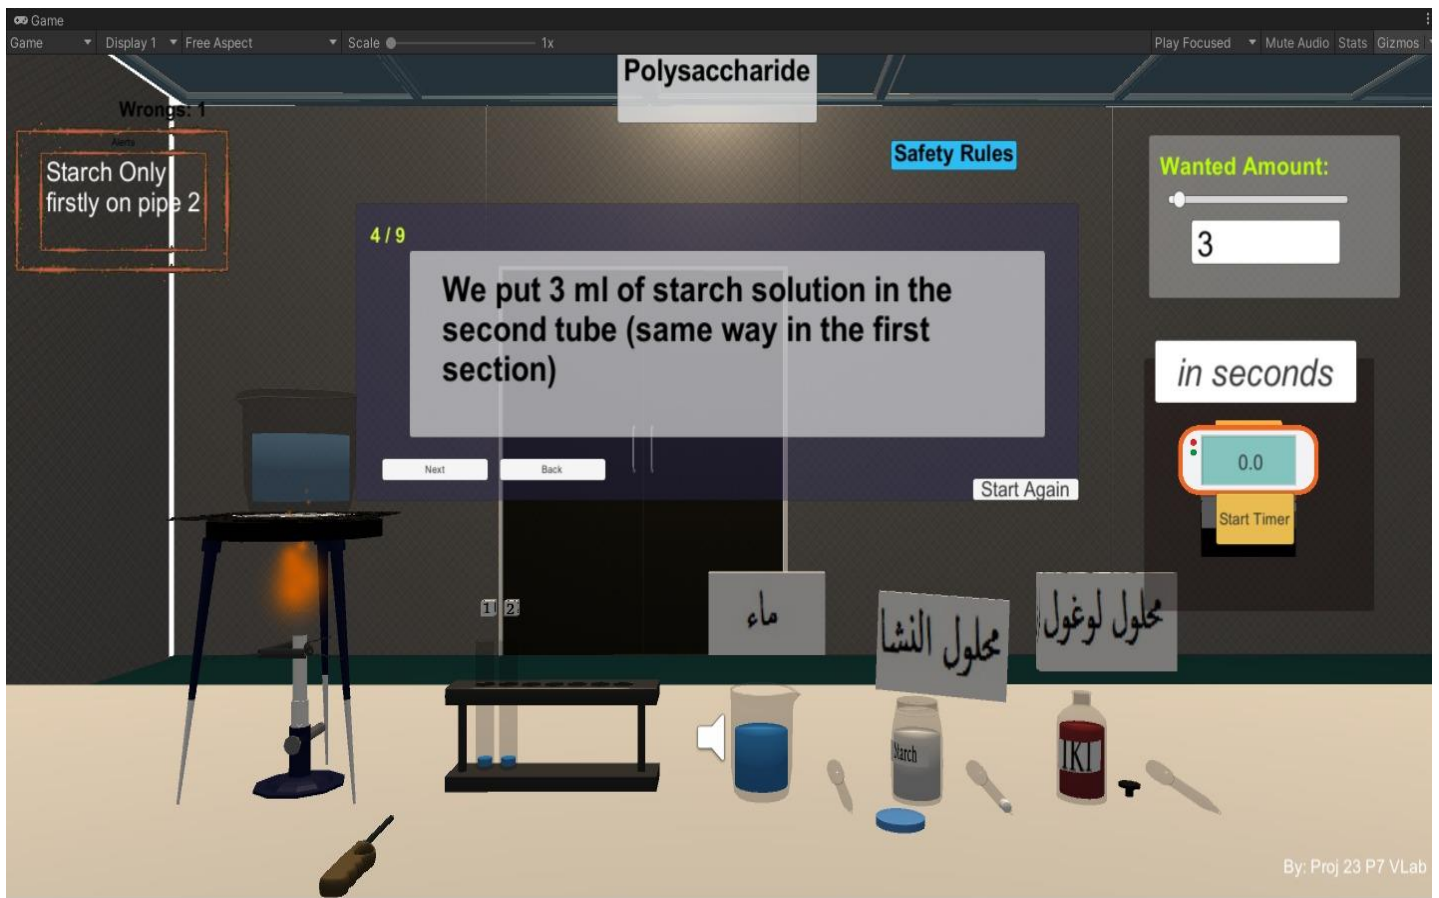 Game
Game Display 1 Free Aspect Scale 1x Play Focused Mute Audio Stats Gizmos
Polysaccharide
Wrongs: 1
Alerts
Starch Only
firstly on pipe 2
Safety Rules
Wanted Amount:
3
4 / 9
We put 3 ml of starch solution in the
second tube (same way in the first
section)
Next Back
Start Again
in seconds
0.0
Start Timer
1 2
ماء
محلول النشا
محلول لوغول
Starch
IKI
By: Proj 23 P7 VLab